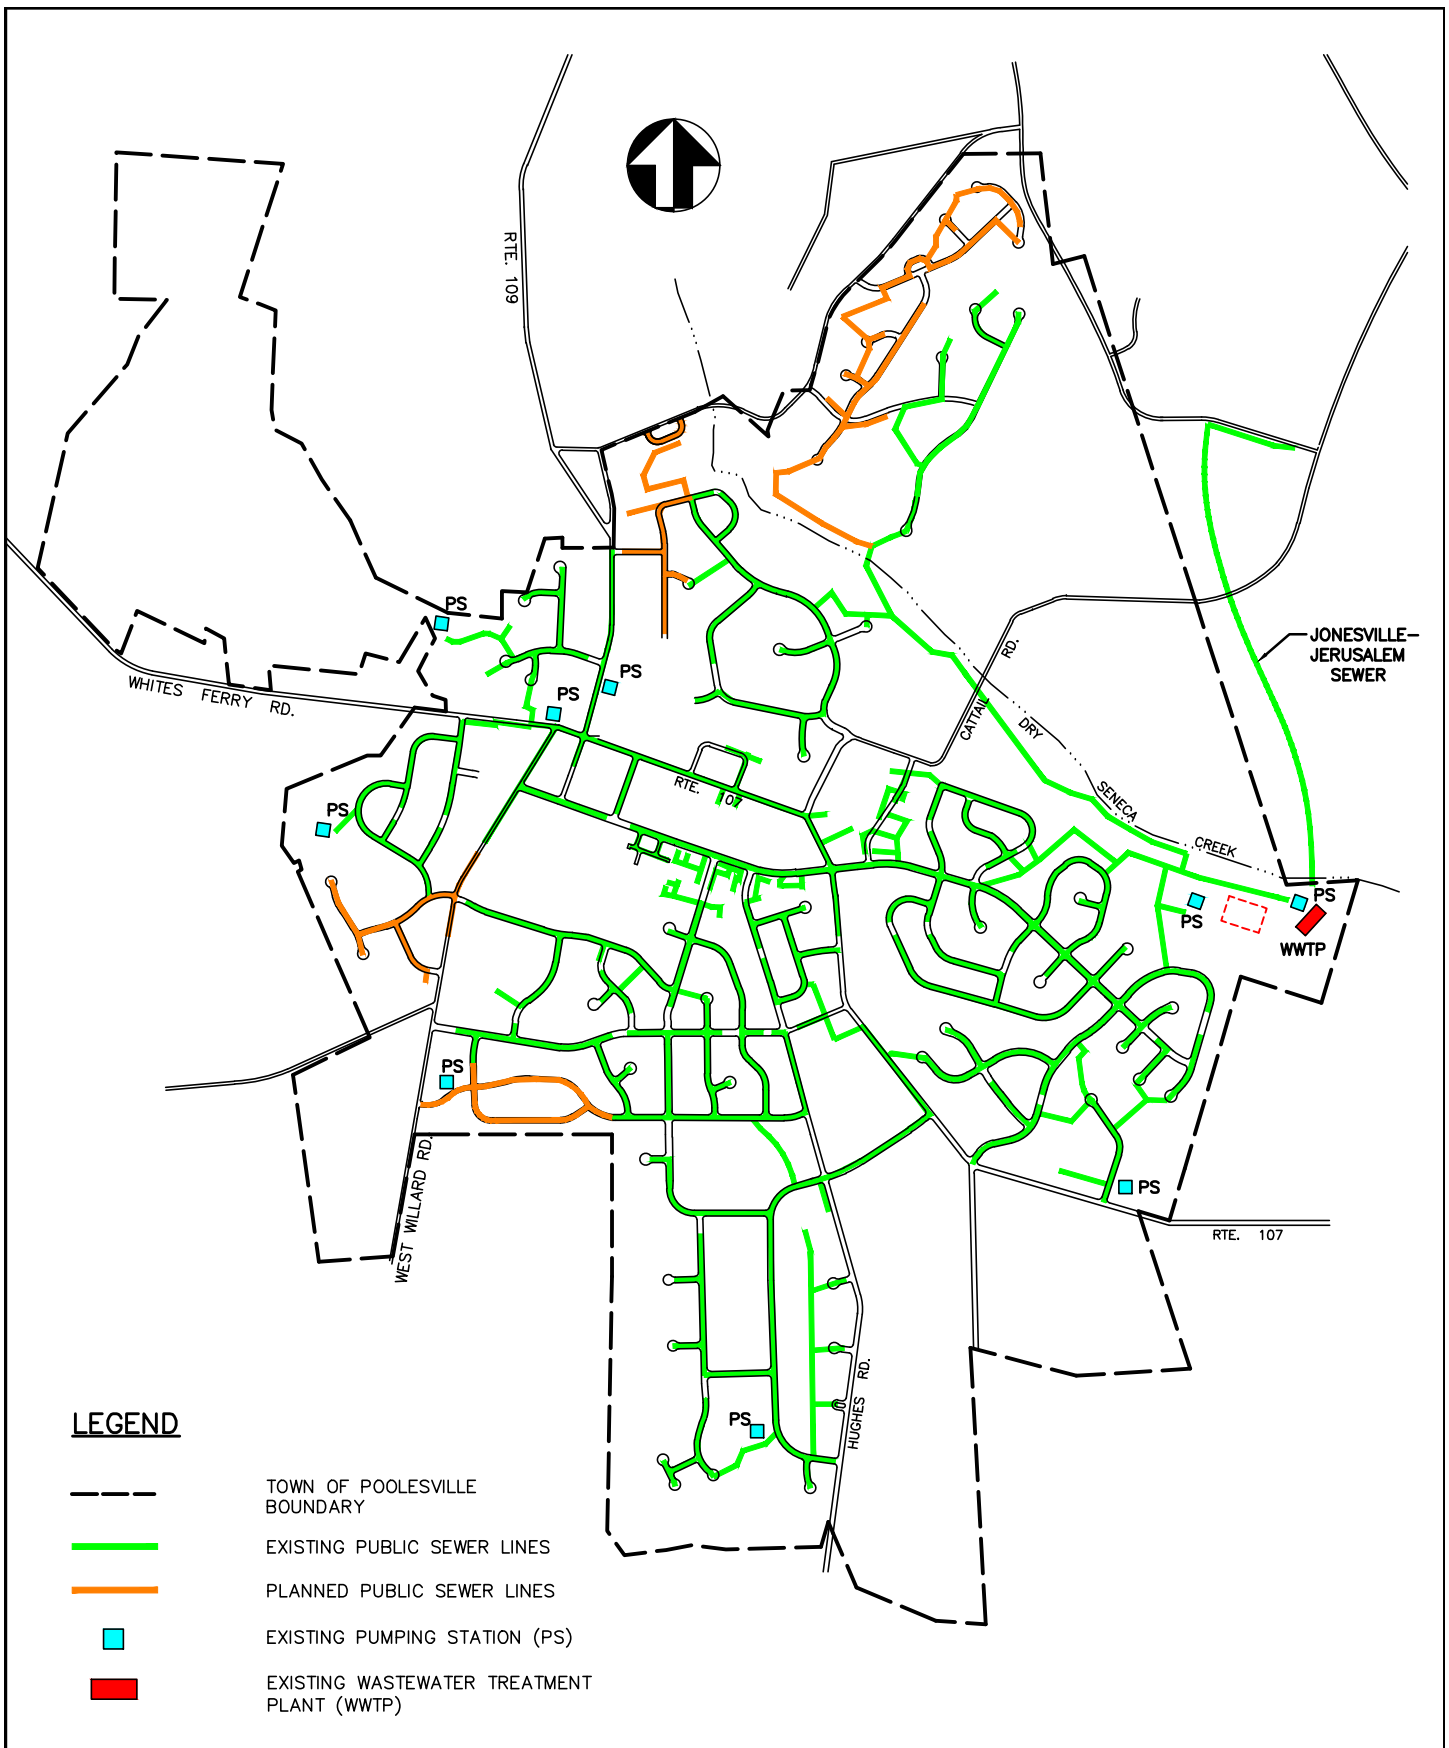 RTE. 109
PS
PS
PS
WHITES FERRY RD.
PS
RTE. 107
CATTAIL RD.
DRY
SENECA
CREEK
JONESVILLE-
JERUSALEM
SEWER
PS
PS
WWTP
PS
PS
RTE. 107
WEST WILLARD RD.
HUGHES RD.
PS
LEGEND
TOWN OF POOLESVILLE
BOUNDARY
EXISTING PUBLIC SEWER LINES
PLANNED PUBLIC SEWER LINES
EXISTING PUMPING STATION (PS)
EXISTING WASTEWATER TREATMENT
PLANT (WWTP)